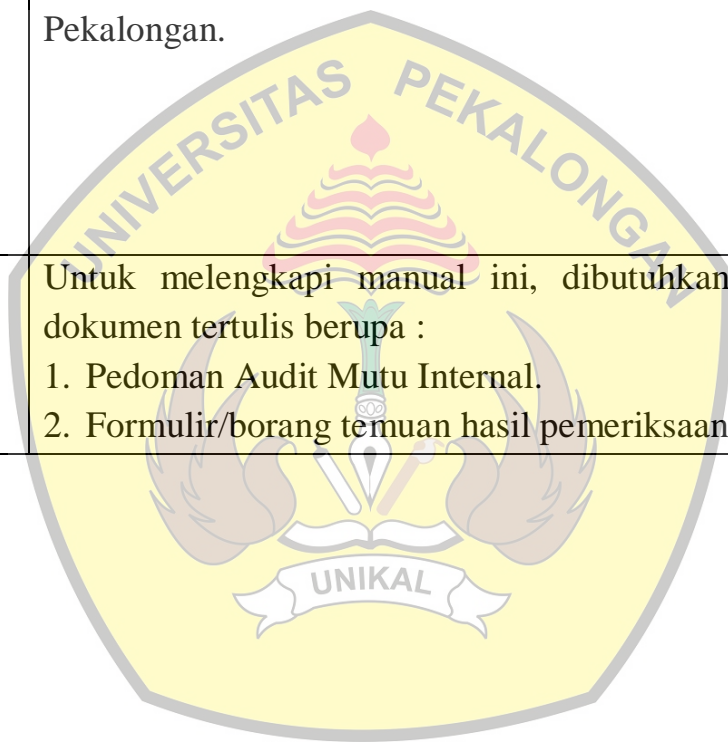 Pekalongan.
UNIVERSITAS PEKALONGAN
Untuk melengkapi manual ini, dibutuhkan
dokumen tertulis berupa :
1. Pedoman Audit Mutu Internal.
2. Formulir/borang temuan hasil pemeriksaan
UNIKAL